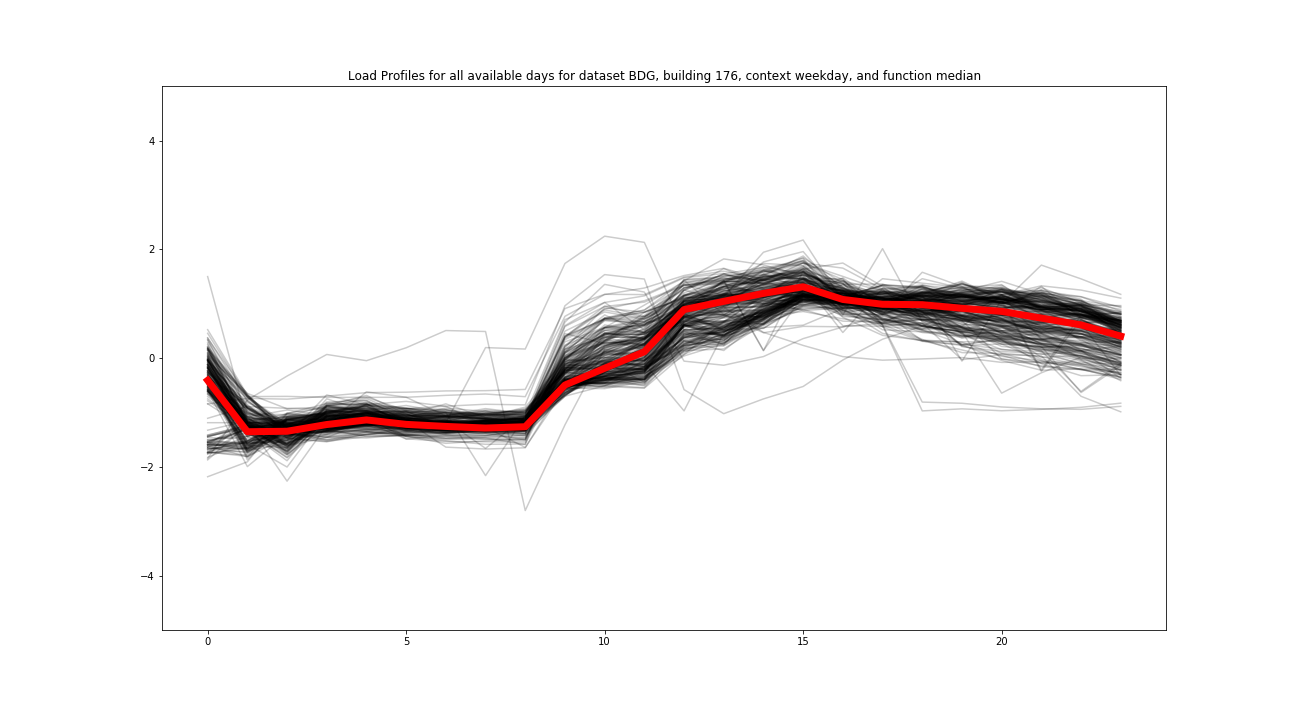 Load Profiles for all available days for dataset BDG, building 176, context weekday, and function median
4
2
0
−2
−4
0 5 10 15 20